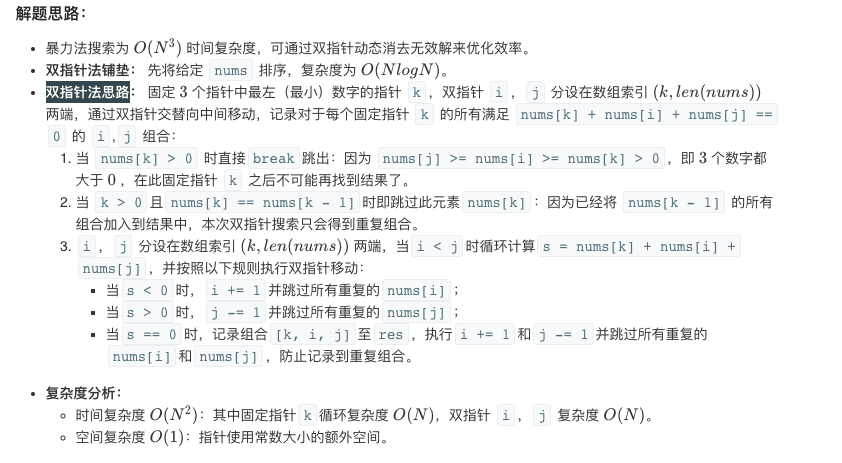 解题思路：
• 暴力法搜索为 O(N³) 时间复杂度，可通过双指针动态消去无效解来优化效率。
• 双指针法铺垫： 先将给定 nums 排序，复杂度为 O(NlogN)。
• 双指针法思路： 固定 3 个指针中最左（最小）数字的指针 k ，双指针 i ， j 分设在数组索引 (k, len(nums))
两端，通过双指针交替向中间移动，记录对于每个固定指针 k 的所有满足 nums[k] + nums[i] + nums[j] ==
0 的 i , j 组合：
1. 当 nums[k] > 0 时直接 break 跳出：因为 nums[j] >= nums[i] >= nums[k] > 0 ，即 3 个数字都
大于 0 ，在此固定指针 k 之后不可能再找到结果了。
2. 当 k > 0 且 nums[k] == nums[k - 1] 时即跳过此元素 nums[k] ：因为已经将 nums[k - 1] 的所有
组合加入到结果中，本次双指针搜索只会得到重复组合。
3. i ， j 分设在数组索引 (k, len(nums)) 两端，当 i < j 时循环计算 s = nums[k] + nums[i] +
nums[j] ，并按照以下规则执行双指针移动：
▪ 当 s < 0 时， i += 1 并跳过所有重复的 nums[i] ；
▪ 当 s > 0 时， j -= 1 并跳过所有重复的 nums[j] ；
▪ 当 s == 0 时，记录组合 [k, i, j] 至 res ，执行 i += 1 和 j -= 1 并跳过所有重复的
nums[i] 和 nums[j] ，防止记录到重复组合。
• 复杂度分析：
○ 时间复杂度 O(N²)：其中固定指针 k 循环复杂度 O(N)，双指针 i ， j 复杂度 O(N)。
○ 空间复杂度 O(1)：指针使用常数大小的额外空间。